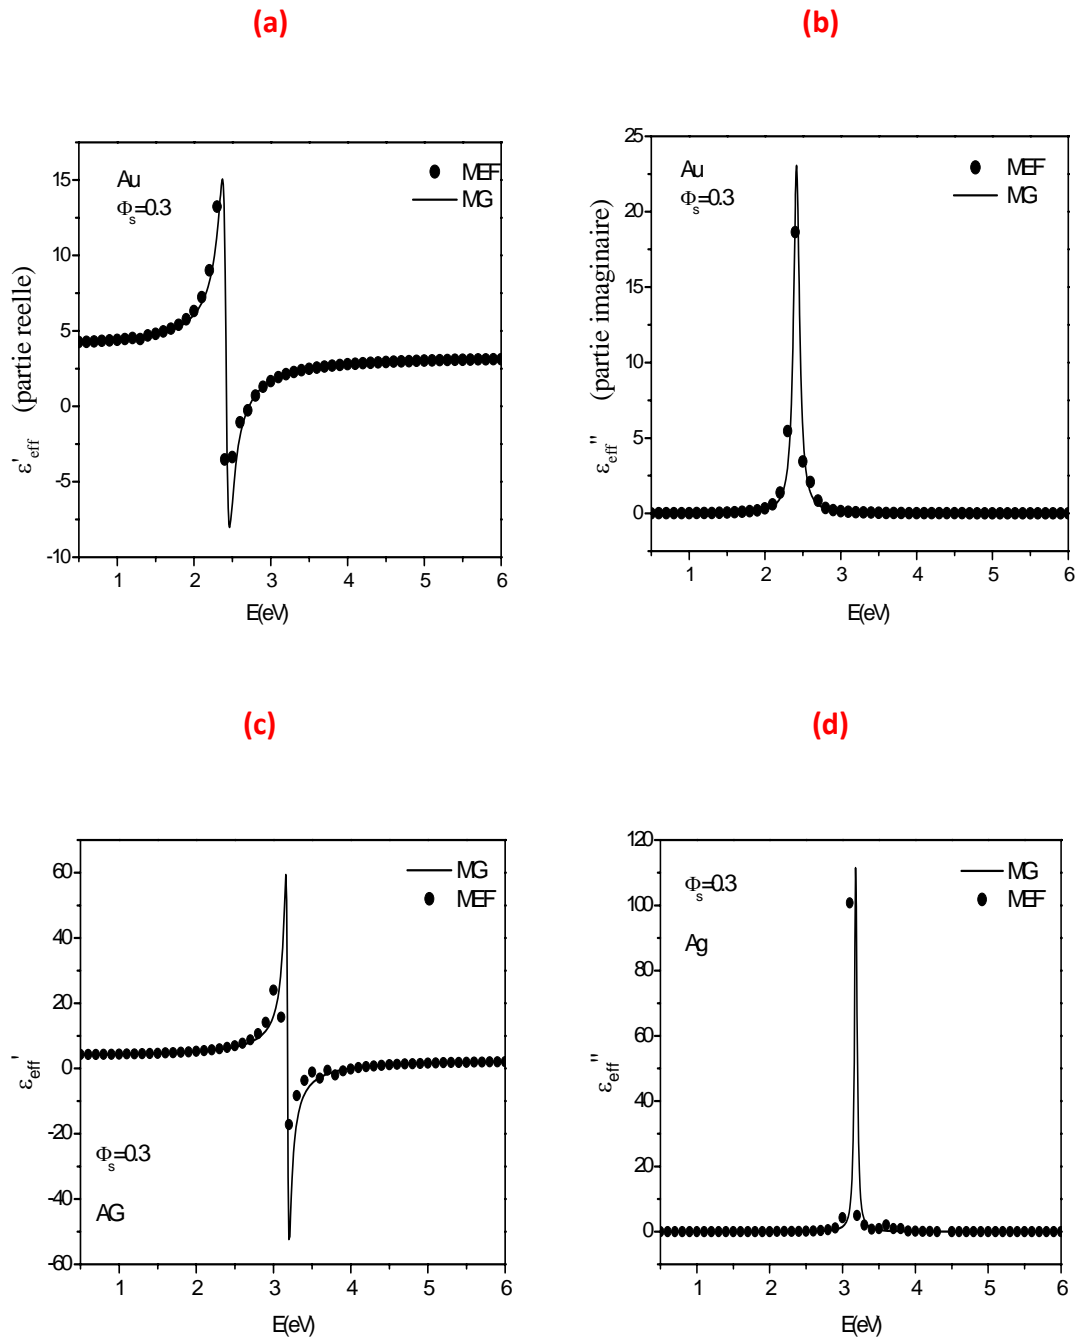 (a)
(b)
Au
Φs=0.3
MEF
MG
15
10
5
0
-5
-10
ε'eff (partie reelle)
1 2 3 4 5 6
E(eV)
Au
Φs=0.3
MEF
MG
25
20
15
10
5
0
εeff'' (partie imaginaire)
1 2 3 4 5 6
E(eV)
(c)
(d)
MG
MEF
60
40
20
0
-20
-40
-60
εeff'
Φs=0.3
AG
1 2 3 4 5 6
E(eV)
Φs=0.3
Ag
MG
MEF
120
100
80
60
40
20
0
εeff''
1 2 3 4 5 6
E(eV)